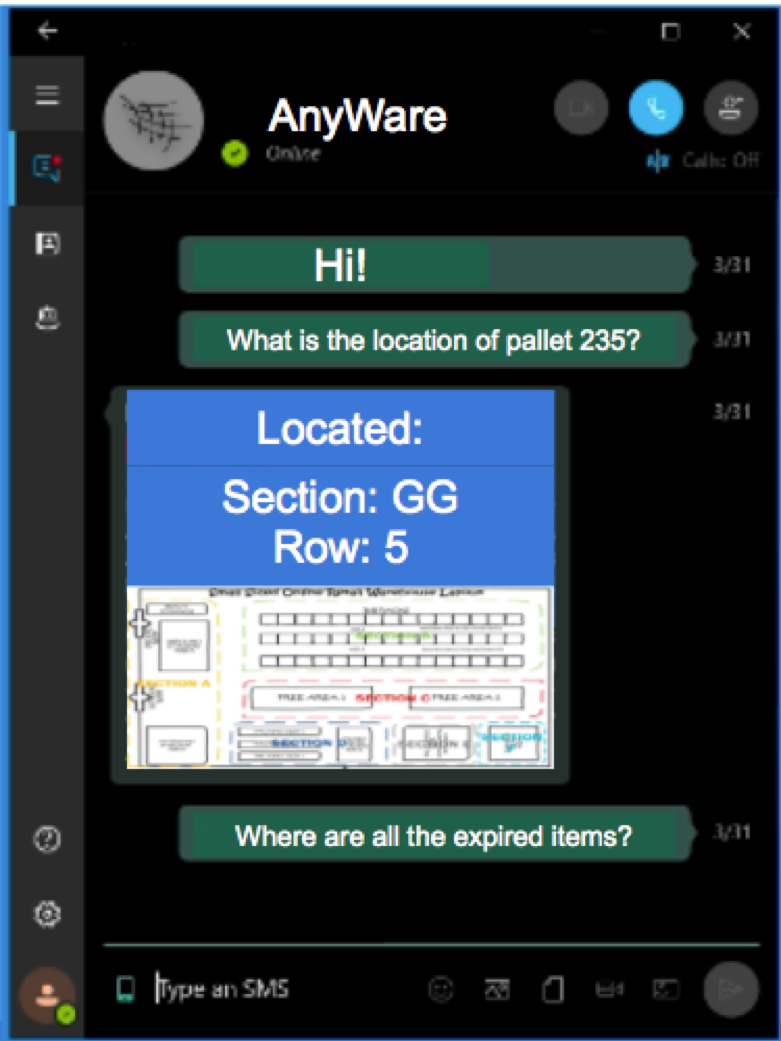 AnyWare
Online
Calls: Off
Hi!
3/31
What is the location of pallet 235?
3/31
Located:
3/31
Section: GG
Row: 5
Small Sized Online Retail Warehouse Layout
SECTION B
SECTION A
FREE AREA 1
SECTION C
FREE AREA 2
SECTION D
SECTION E
SECTION
Where are all the expired items?
3/31
Type an SMS